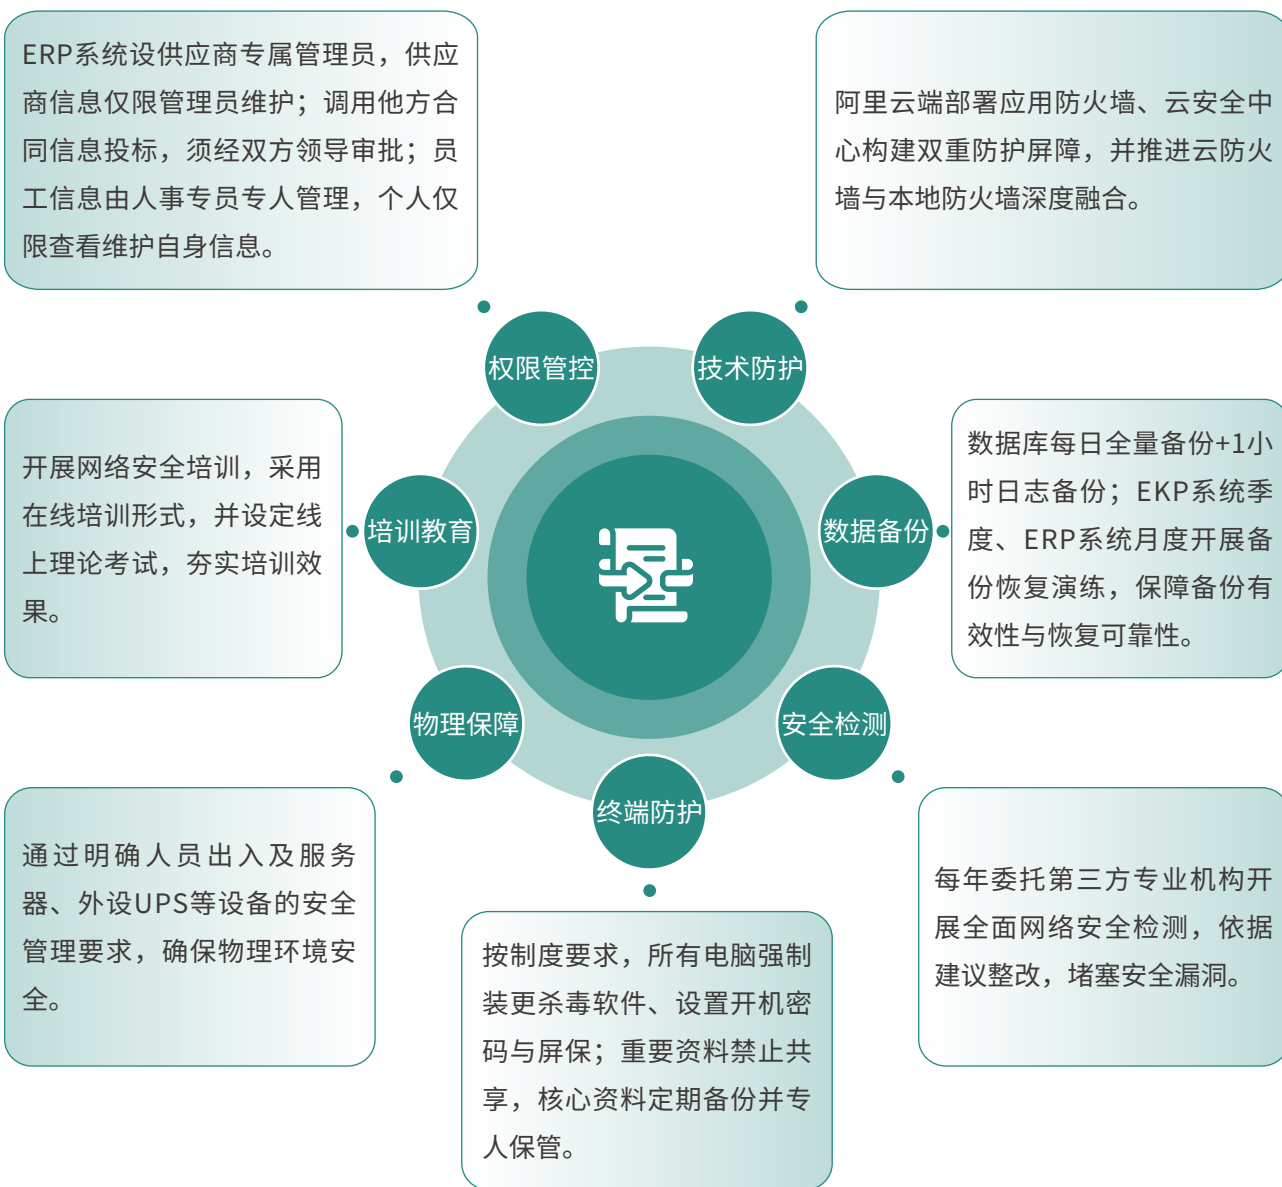 ERP系统设供应商专属管理员，供应
商信息仅限管理员维护；调用他方合
同信息投标，须经双方领导审批；员
工信息由人事专员专人管理，个人仅
限查看维护自身信息。
阿里云端部署应用防火墙、云安全中
心构建双重防护屏障，并推进云防火
墙与本地防火墙深度融合。
权限管控
技术防护
开展网络安全培训，采用
在线培训形式，并设定线
上理论考试，夯实培训效
果。
培训教育
数据备份
数据库每日全量备份+1小
时日志备份；EKP系统季
度、ERP系统月度开展备
份恢复演练，保障备份有
效性与恢复可靠性。
物理保障
安全检测
终端防护
通过明确人员出入及服务
器、外设UPS等设备的安全
管理要求，确保物理环境安
全。
按制度要求，所有电脑强制
装更杀毒软件、设置开机密
码与屏保；重要资料禁止共
享，核心资料定期备份并专
人保管。
每年委托第三方专业机构开
展全面网络安全检测，依据
建议整改，堵塞安全漏洞。